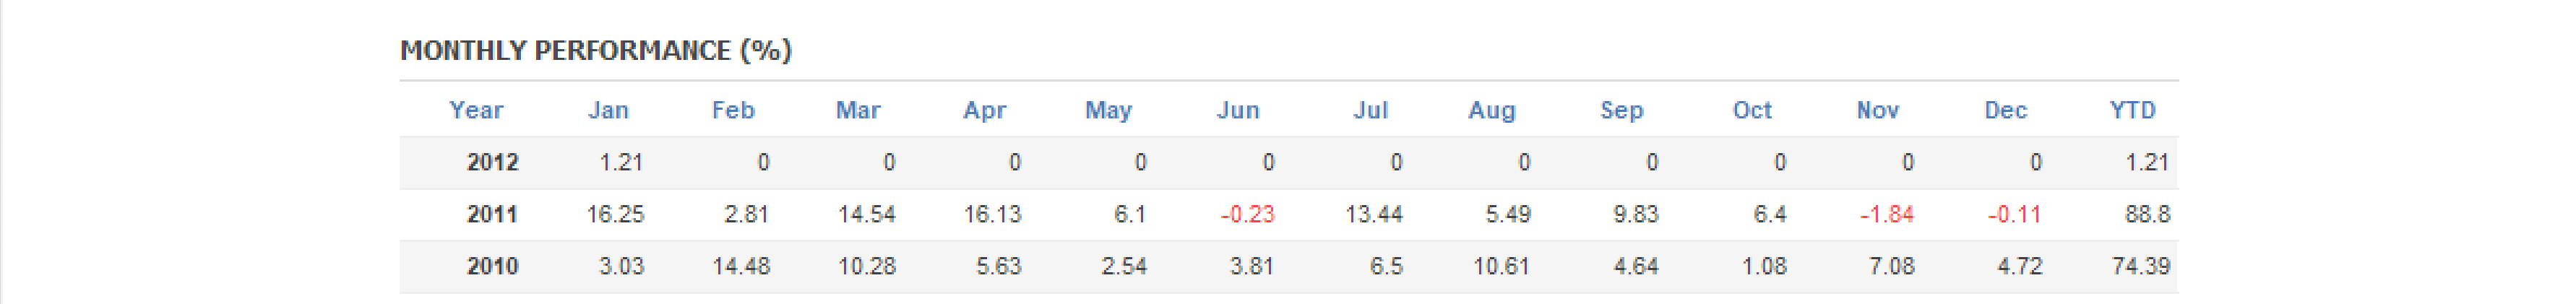 MONTHLY PERFORMANCE (%)
Year Jan Feb Mar Apr May Jun Jul Aug Sep Oct Nov Dec YTD
2012 1.21 0 0 0 0 0 0 0 0 0 0 0 1.21
2011 16.25 2.81 14.54 16.13 6.1 -0.23 13.44 5.49 9.83 6.4 -1.84 -0.11 88.8
2010 3.03 14.48 10.28 5.63 2.54 3.81 6.5 10.61 4.64 1.08 7.08 4.72 74.39